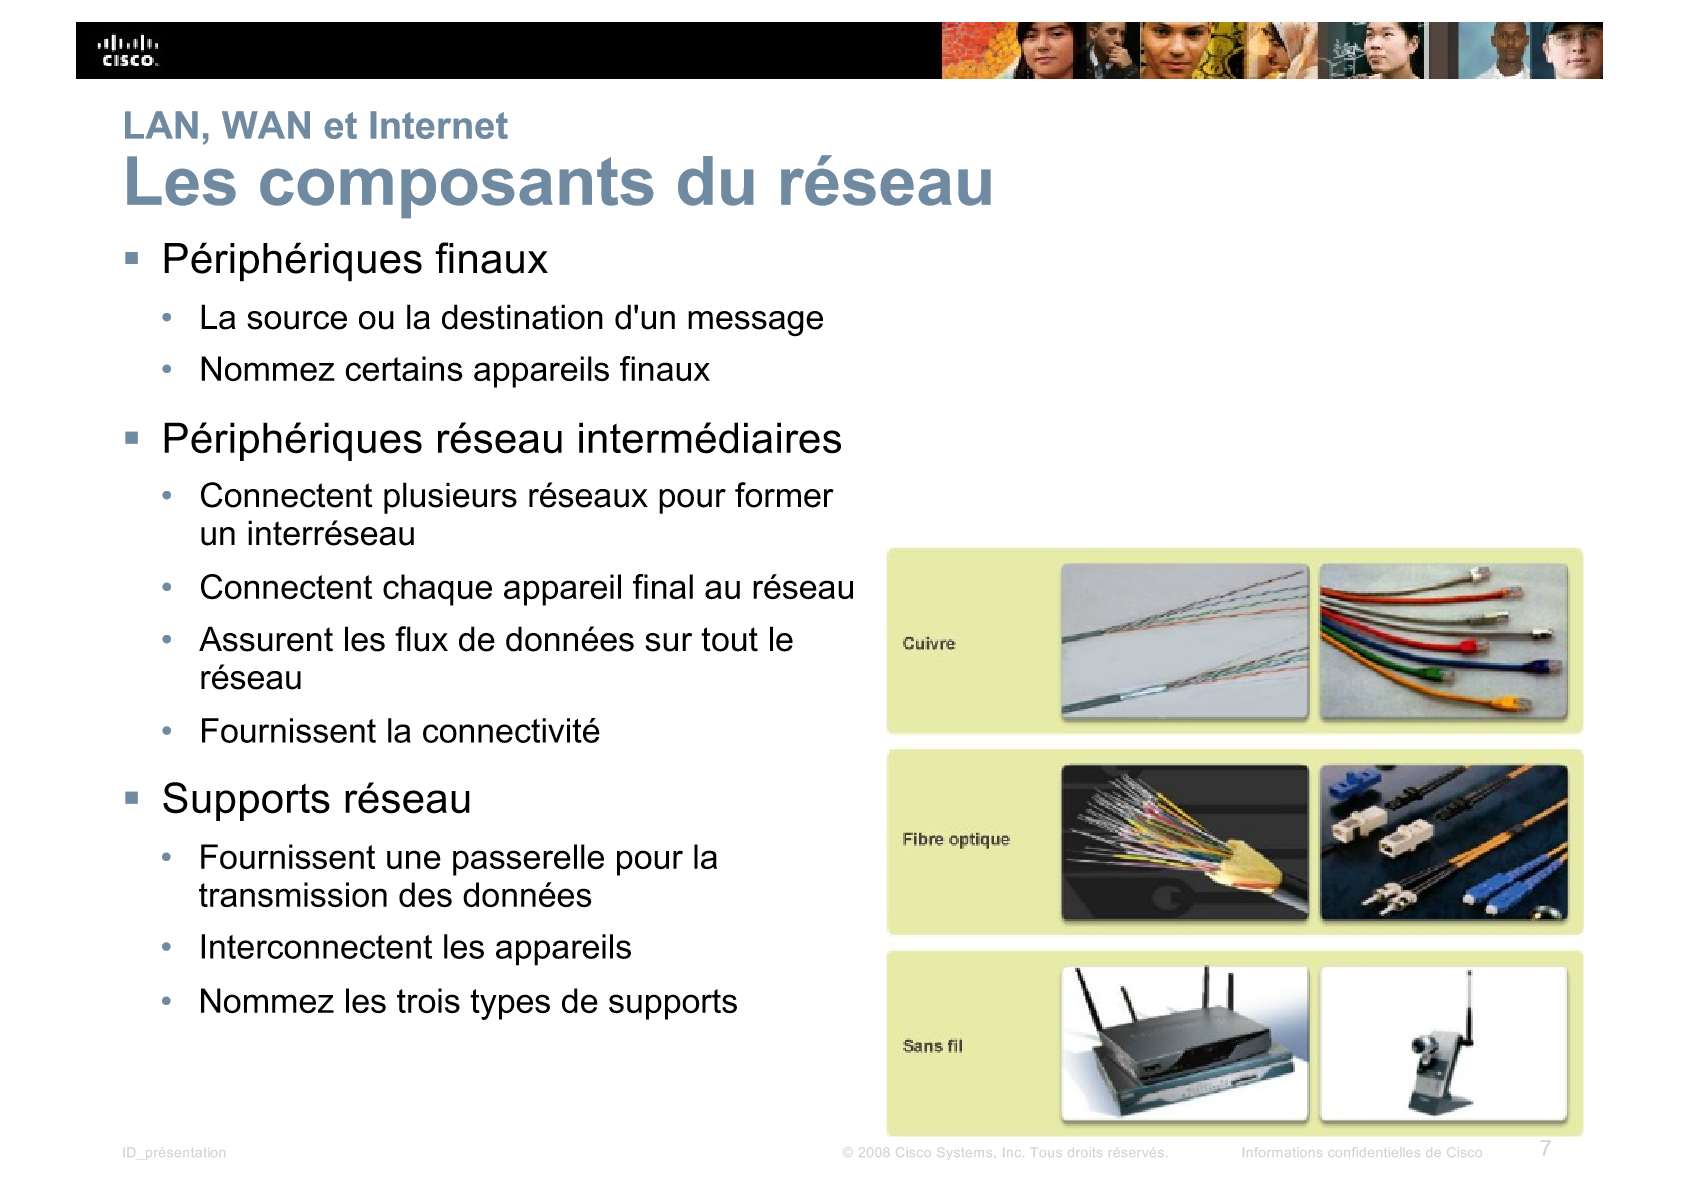 CISCO
LAN, WAN et Internet
Les composants du réseau
▪ Périphériques finaux
• La source ou la destination d'un message
• Nommez certains appareils finaux
▪ Périphériques réseau intermédiaires
• Connectent plusieurs réseaux pour former
un interréseau
• Connectent chaque appareil final au réseau
• Assurent les flux de données sur tout le
réseau
• Fournissent la connectivité
▪ Supports réseau
• Fournissent une passerelle pour la
transmission des données
• Interconnectent les appareils
• Nommez les trois types de supports
Cuivre
Fibre optique
Sans fil
ID_présentation
© 2008 Cisco Systems, Inc. Tous droits réservés.
Informations confidentielles de Cisco
7